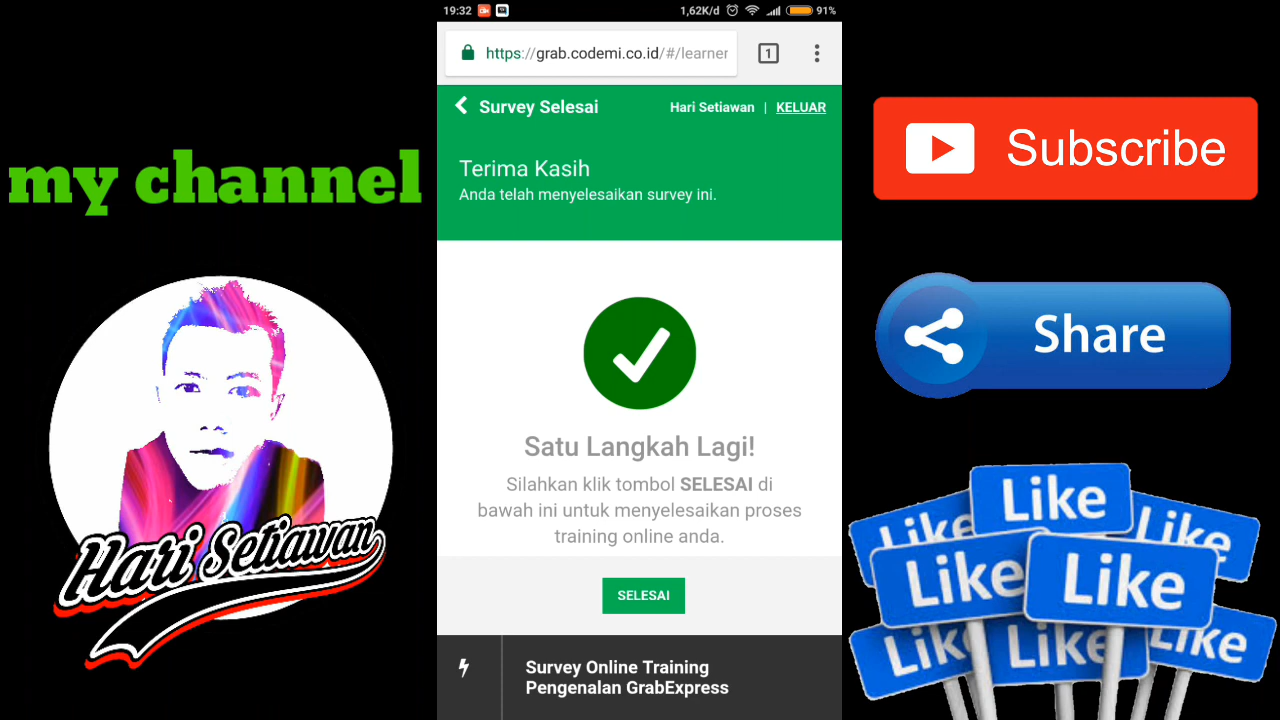 my channel
Hari Setiawan
19:32
1,62K/d
91%
https://grab.codemi.co.id/#/learner
1
Survey Selesai
Hari Setiawan | KELUAR
Terima Kasih
Anda telah menyelesaikan survey ini.
Satu Langkah Lagi!
Silahkan klik tombol SELESAI di
bawah ini untuk menyelesaikan proses
training online anda.
SELESAI
Survey Online Training
Pengenalan GrabExpress
Subscribe
Share
Like
Like
Like
Like
Like
Like
Like
Like